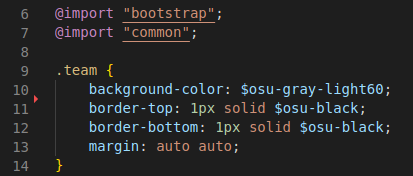 6 @import "bootstrap";
7 @import "common";
8
9 .team {
10 background-color: $osu-gray-light60;
11 border-top: 1px solid $osu-black;
12 border-bottom: 1px solid $osu-black;
13 margin: auto auto;
14 }